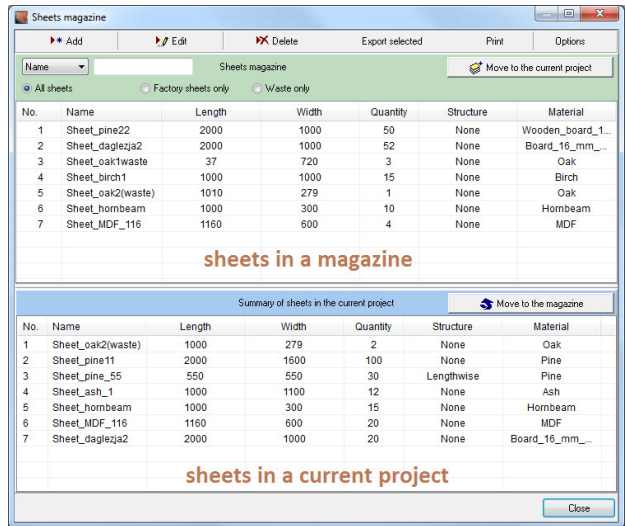 Sheets magazine
Add Edit Delete Export selected Print Options
Name Sheets magazine Move to the current project
All sheets Factory sheets only Waste only
No. Name Length Width Quantity Structure Material
1 Sheet_pine22 2000 1000 50 None Wooden_board_1...
2 Sheet_daglezja2 2000 1000 52 None Board_16_mm_...
3 Sheet_oak1waste 37 720 3 None Oak
4 Sheet_birch1 1000 1000 15 None Birch
5 Sheet_oak2(waste) 1010 279 1 None Oak
6 Sheet_hornbeam 1000 300 10 None Hornbeam
7 Sheet_MDF_116 1160 600 4 None MDF
sheets in a magazine
Summary of sheets in the current project Move to the magazine
No. Name Length Width Quantity Structure Material
1 Sheet_oak2(waste) 1000 279 2 None Oak
2 Sheet_pine11 2000 1600 100 None Pine
3 Sheet_pine_55 550 550 30 Lengthwise Pine
4 Sheet_ash_1 1000 1100 12 None Ash
5 Sheet_hornbeam 1000 300 15 None Hornbeam
6 Sheet_MDF_116 1160 600 20 None MDF
7 Sheet_daglezja2 2000 1000 20 None Board_16_mm_...
sheets in a current project
Close